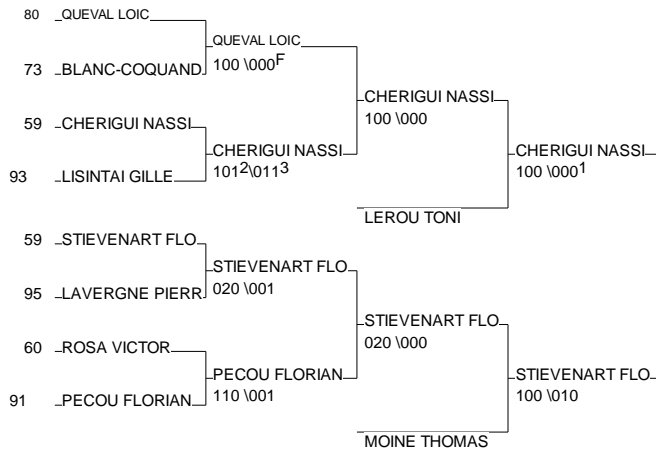 80 QUEVAL LOIC
QUEVAL LOIC
100 \000F
73 BLANC-COQUAND
CHERIGUI NASSI
100 \000
59 CHERIGUI NASSI
CHERIGUI NASSI
1012\0113
93 LISINTAI GILLE
CHERIGUI NASSI
100 \0001
LEROU TONI
59 STIEVENART FLO
STIEVENART FLO
020 \001
95 LAVERGNE PIERR
STIEVENART FLO
020 \000
60 ROSA VICTOR
PECOU FLORIAN
110 \001
91 PECOU FLORIAN
STIEVENART FLO
100 \010
MOINE THOMAS